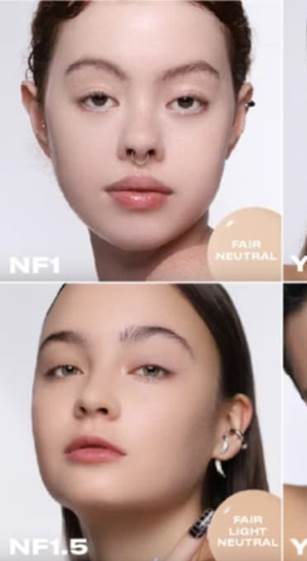 FAIR
NEUTRAL
NF1
Y
FAIR
LIGHT
NEUTRAL
NF1.5
Y